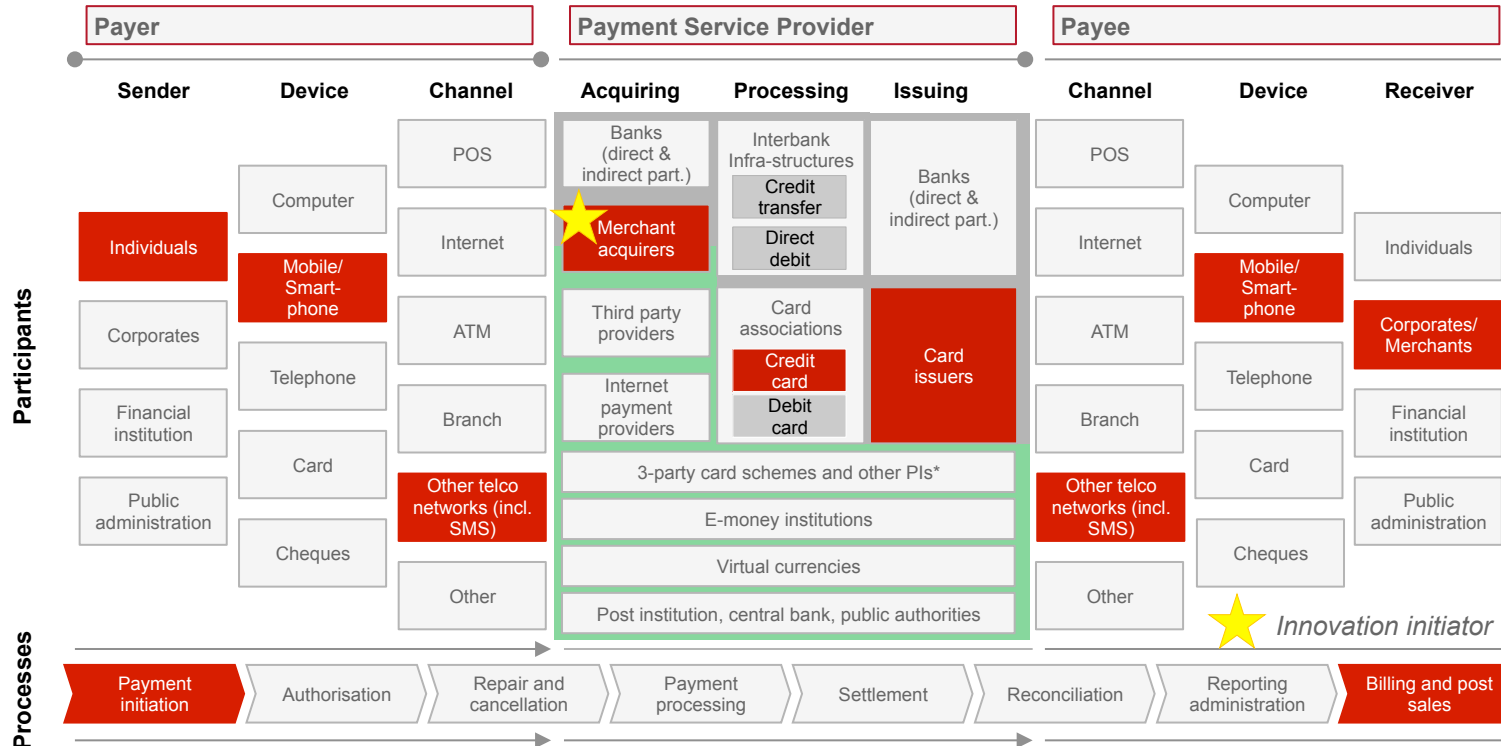 Payer
Payment Service Provider
Payee
Sender
Device
Channel
Acquiring
Processing
Issuing
Channel
Device
Receiver
Participants
Individuals
Corporates
Financial
institution
Public
administration
Computer
Mobile/
Smart-
phone
Telephone
Card
Cheques
POS
Internet
ATM
Branch
Other telco
networks (incl.
SMS)
Other
Banks
(direct &
indirect part.)
Merchant
acquirers
Third party
providers
Internet
payment
providers
Interbank
Infra-structures
Credit
transfer
Direct
debit
Card
associations
Credit
card
Debit
card
Banks
(direct &
indirect part.)
Card
issuers
3-party card schemes and other PIs*
E-money institutions
Virtual currencies
Post institution, central bank, public authorities
POS
Internet
ATM
Branch
Other telco
networks (incl.
SMS)
Other
Computer
Mobile/
Smart-
phone
Telephone
Card
Cheques
Individuals
Corporates/
Merchants
Financial
institution
Public
administration
Innovation initiator
Processes
Payment
initiation
Authorisation
Repair and
cancellation
Payment
processing
Settlement
Reconciliation
Reporting
administration
Billing and post
sales